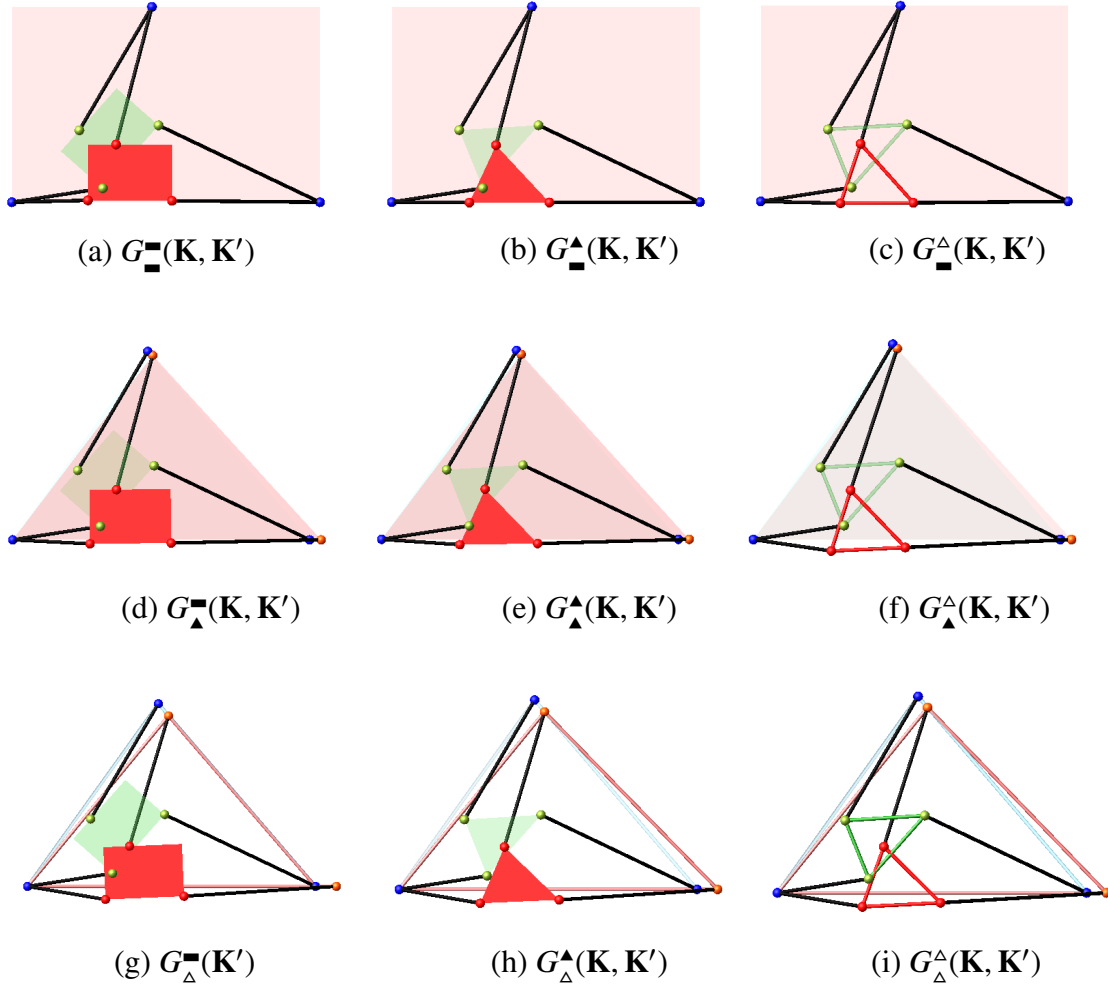 (a) G▬▬(K, K′)
(b) G▲▬(K, K′)
(c) G△▬(K, K′)
(d) G▬▲(K, K′)
(e) G▲▲(K, K′)
(f) G△▲(K, K′)
(g) G▬△(K′)
(h) G▲△(K, K′)
(i) G△△(K, K′)